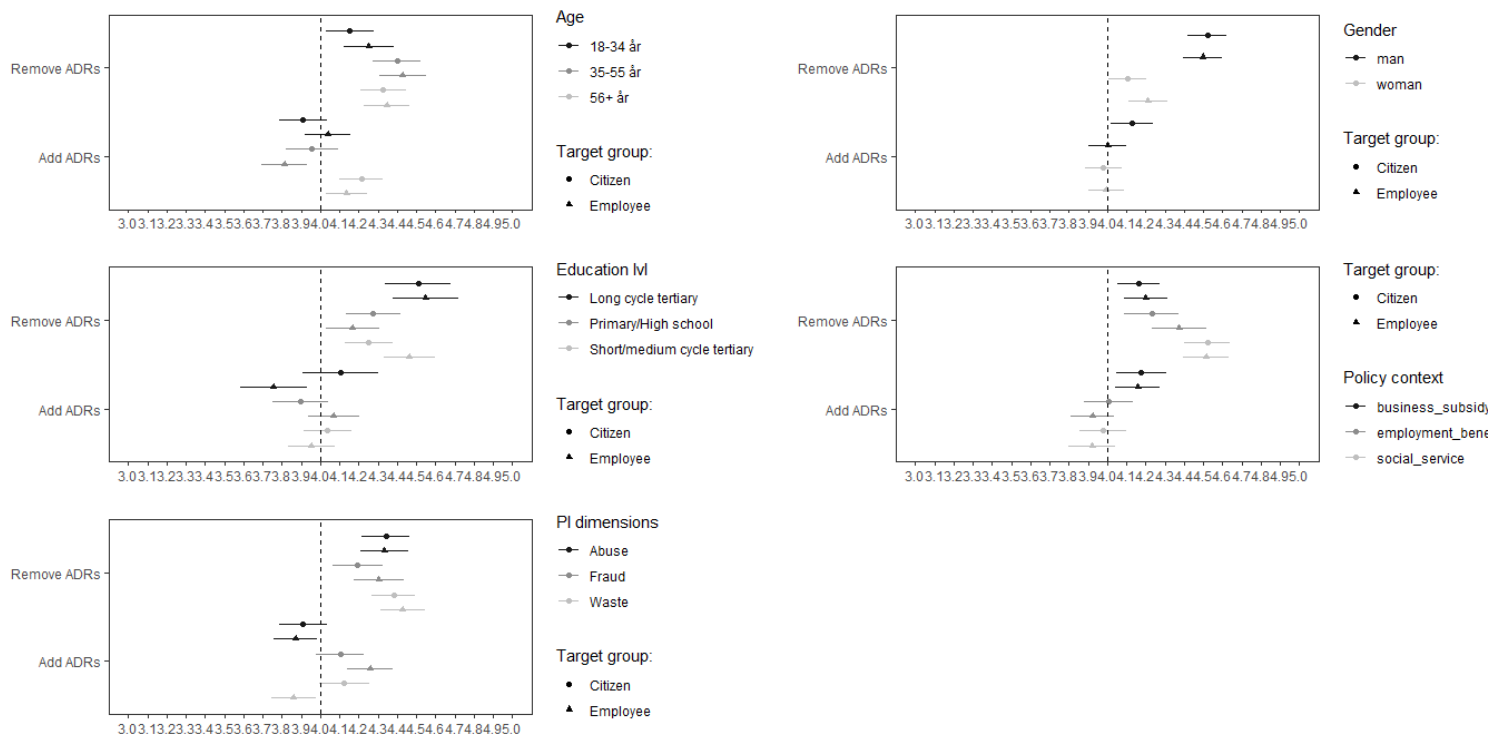 Remove ADRs
Add ADRs
3.03.13.23.33.43.53.63.73.83.94.04.14.24.34.44.54.64.74.84.95.0
Age
18-34 år
35-55 år
56+ år
Target group:
Citizen
Employee
Remove ADRs
Add ADRs
3.03.13.23.33.43.53.63.73.83.94.04.14.24.34.44.54.64.74.84.95.0
Gender
man
woman
Target group:
Citizen
Employee
Remove ADRs
Add ADRs
3.03.13.23.33.43.53.63.73.83.94.04.14.24.34.44.54.64.74.84.95.0
Education lvl
Long cycle tertiary
Primary/High school
Short/medium cycle tertiary
Target group:
Citizen
Employee
Remove ADRs
Add ADRs
3.03.13.23.33.43.53.63.73.83.94.04.14.24.34.44.54.64.74.84.95.0
Target group:
Citizen
Employee
Policy context
business_subsidy
employment_bene
social_service
Remove ADRs
Add ADRs
3.03.13.23.33.43.53.63.73.83.94.04.14.24.34.44.54.64.74.84.95.0
PI dimensions
Abuse
Fraud
Waste
Target group:
Citizen
Employee